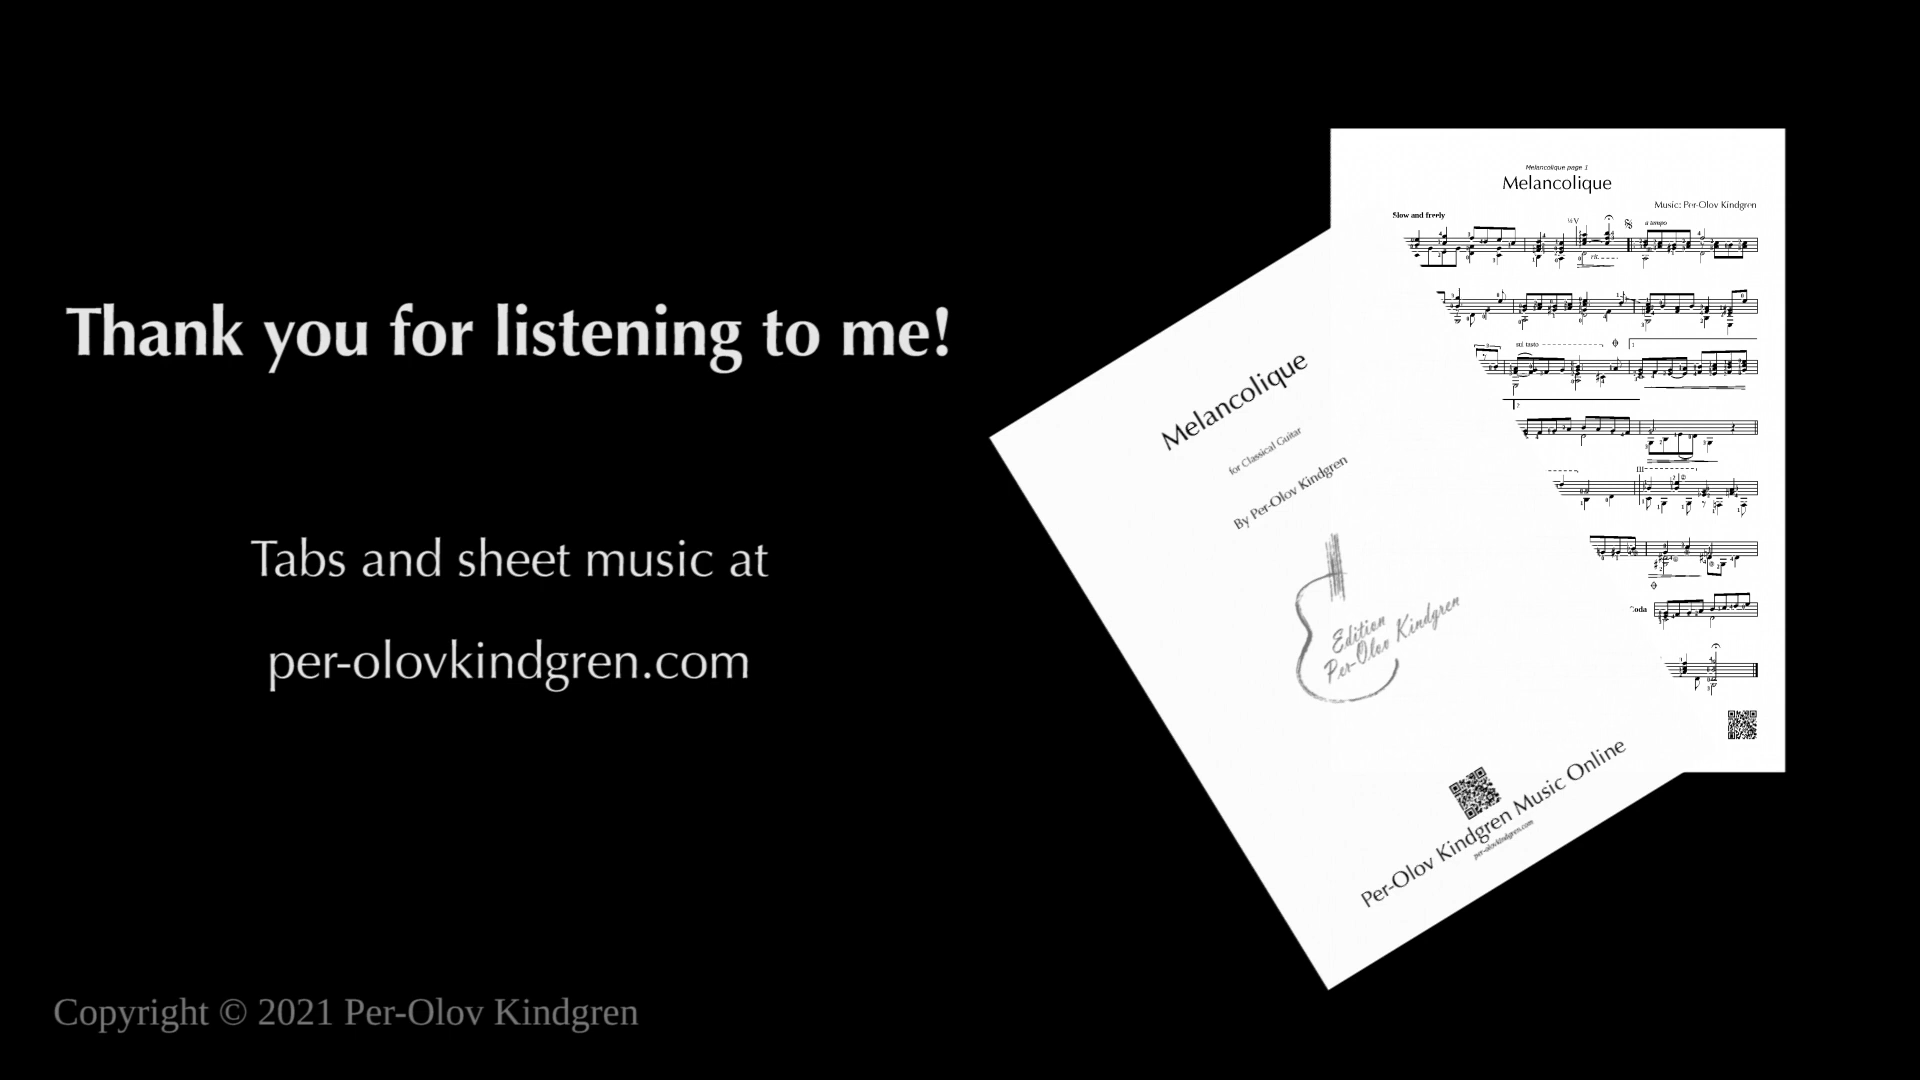 Thank you for listening to me!
Tabs and sheet music at
per-olovkindgren.com
Copyright © 2021 Per-Olov Kindgren
Melancolique
for Classical Guitar
By Per-Olov Kindgren
Edition
Per-Olov Kindgren
Per-Olov Kindgren Music Online
per-olovkindgren.com
Melancolique page 1
Melancolique
Music: Per-Olov Kindgren
Slow and freely
a tempo
rit.
sul tasto
III